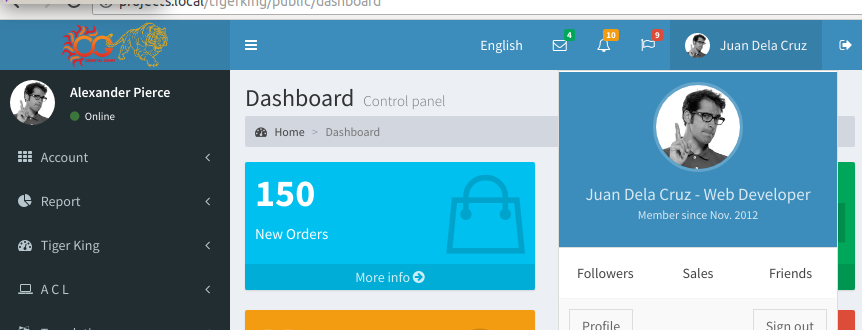 projects.local/tigerking/public/dashboard
English
4
10
9
Juan Dela Cruz
Alexander Pierce
Online
Account
Report
Tiger King
A C L
Dashboard Control panel
Home > Dashboard
150
New Orders
More info
Juan Dela Cruz - Web Developer
Member since Nov. 2012
Followers
Sales
Friends
Profile
Sign out